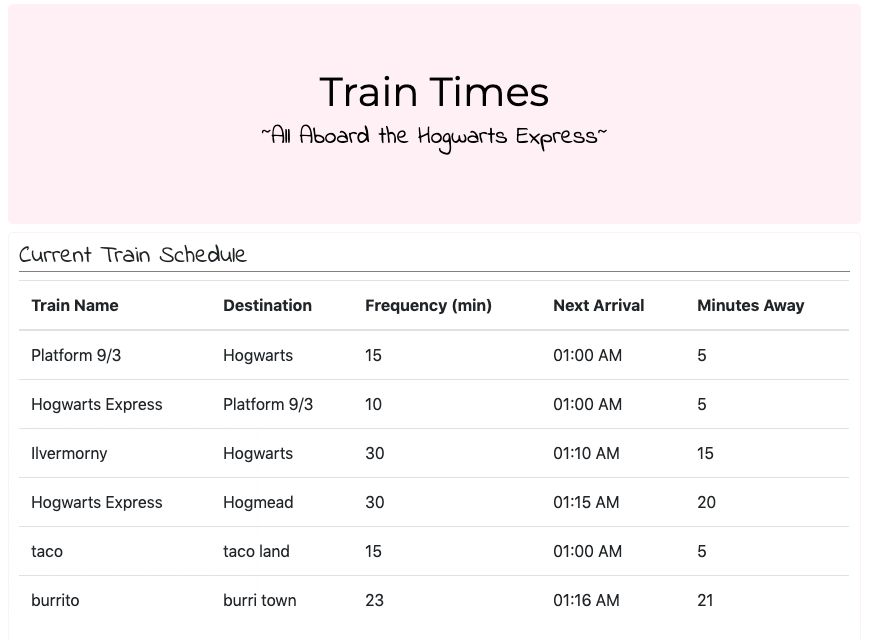 Train Times
~All Aboard the Hogwarts Express~
Current Train Schedule
Train Name Destination Frequency (min) Next Arrival Minutes Away
Platform 9/3 Hogwarts 15 01:00 AM 5
Hogwarts Express Platform 9/3 10 01:00 AM 5
Ilvermorny Hogwarts 30 01:10 AM 15
Hogwarts Express Hogmead 30 01:15 AM 20
taco taco land 15 01:00 AM 5
burrito burri town 23 01:16 AM 21